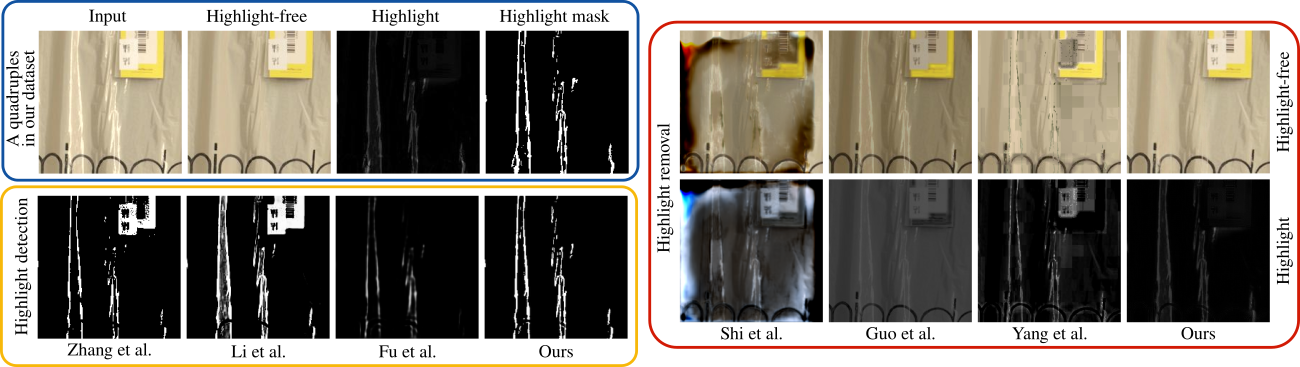 Input Highlight-free Highlight Highlight mask
A quadruples
in our dataset
Highlight detection
Zhang et al. Li et al. Fu et al. Ours
Highlight removal
Highlight-free
Highlight
Shi et al. Guo et al. Yang et al. Ours